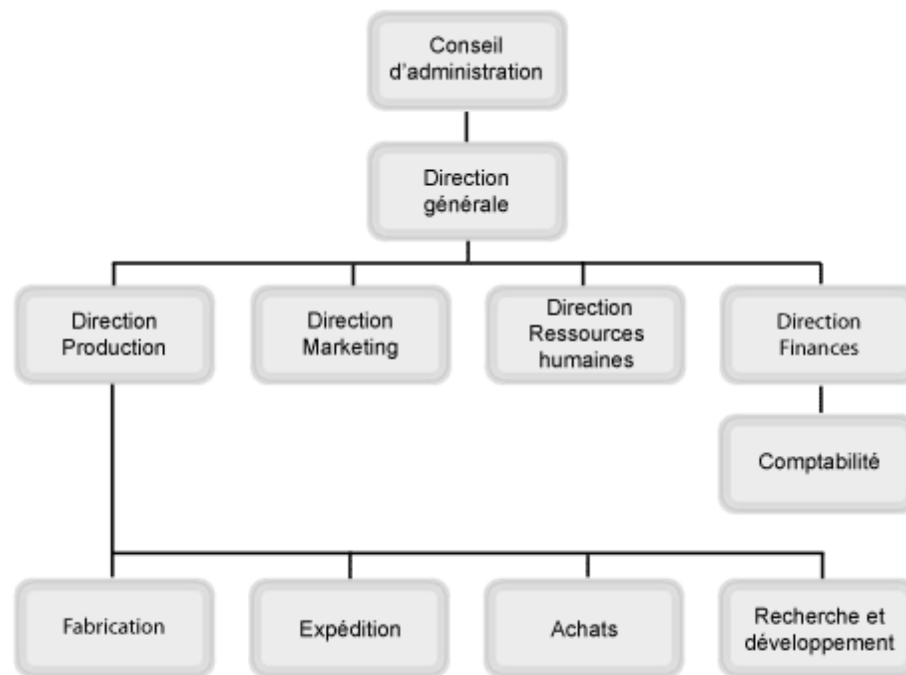 Conseil
d'administration
Direction
générale
Direction
Production
Direction
Marketing
Direction
Ressources
humaines
Direction
Finances
Comptabilité
Fabrication
Expédition
Achats
Recherche et
développement